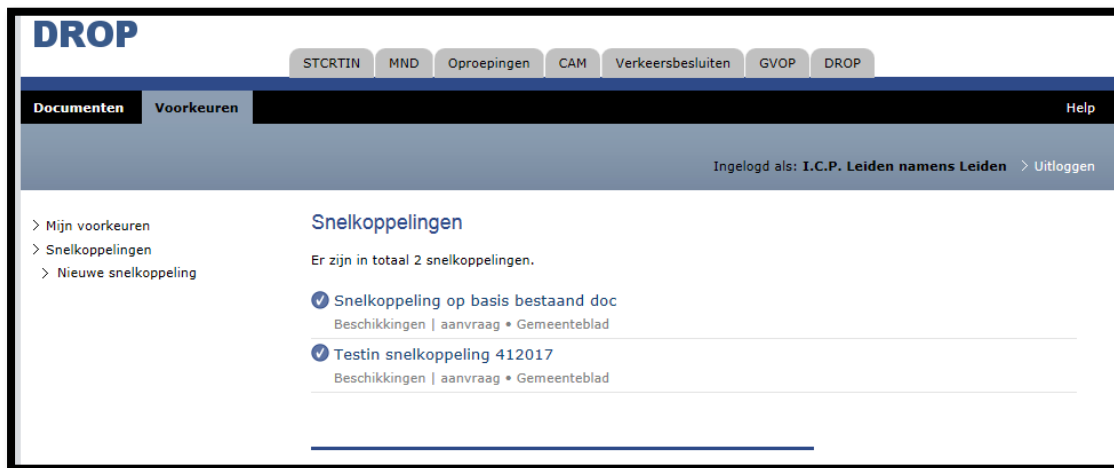 DROP
STCRTIN MND Oproepingen CAM Verkeersbesluiten GVOP DROP
Documenten Voorkeuren Help
Ingelogd als: I.C.P. Leiden namens Leiden > Uitloggen
> Mijn voorkeuren
> Snelkoppelingen
> Nieuwe snelkoppeling
Snelkoppelingen
Er zijn in totaal 2 snelkoppelingen.
Snelkoppeling op basis bestaand doc
Beschikkingen | aanvraag • Gemeenteblad
Testin snelkoppeling 412017
Beschikkingen | aanvraag • Gemeenteblad